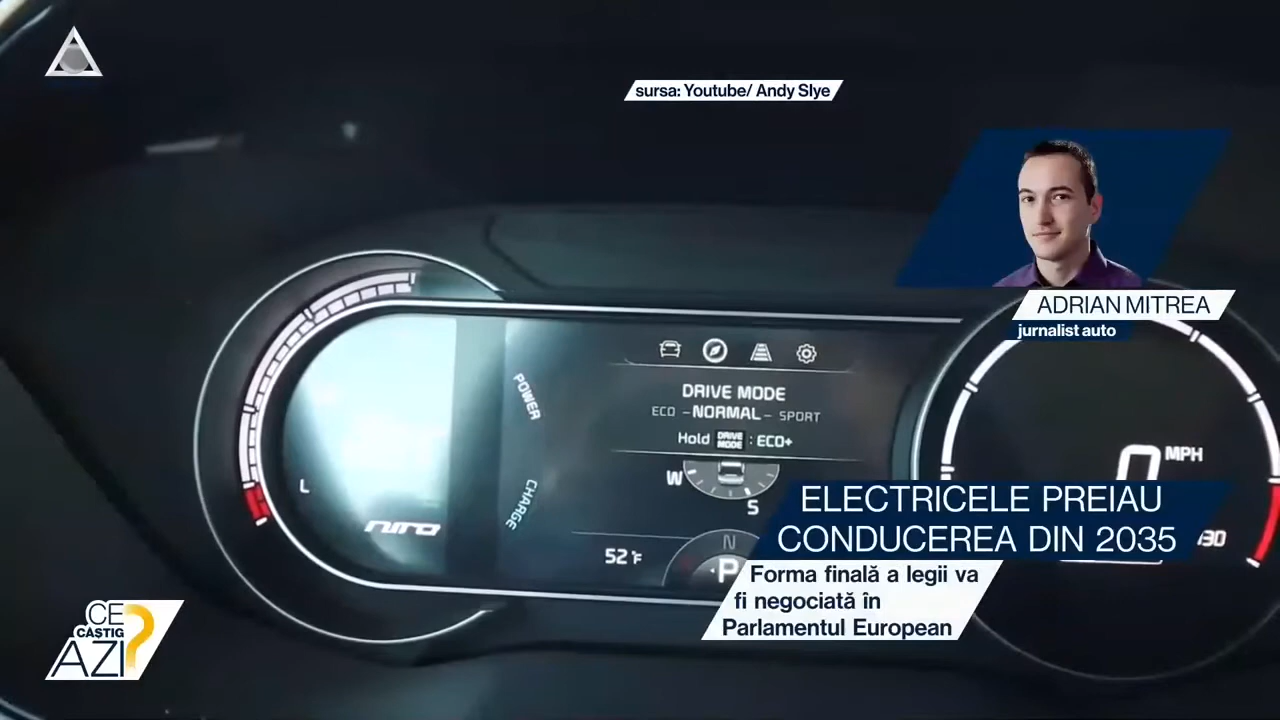 sursa: Youtube/ Andy Slye
ADRIAN MITREA
jurnalist auto
DRIVE MODE
ECO – NORMAL – SPORT
Hold DRIVE MODE : ECO+
POWER
CHARGE
W
S
L
niro
52°F
N
P
0 MPH
ELECTRICELE PREIAU
CONDUCEREA DIN 2035
Forma finală a legii va
fi negociată în
Parlamentul European
CE
CÂȘTIG
AZI?